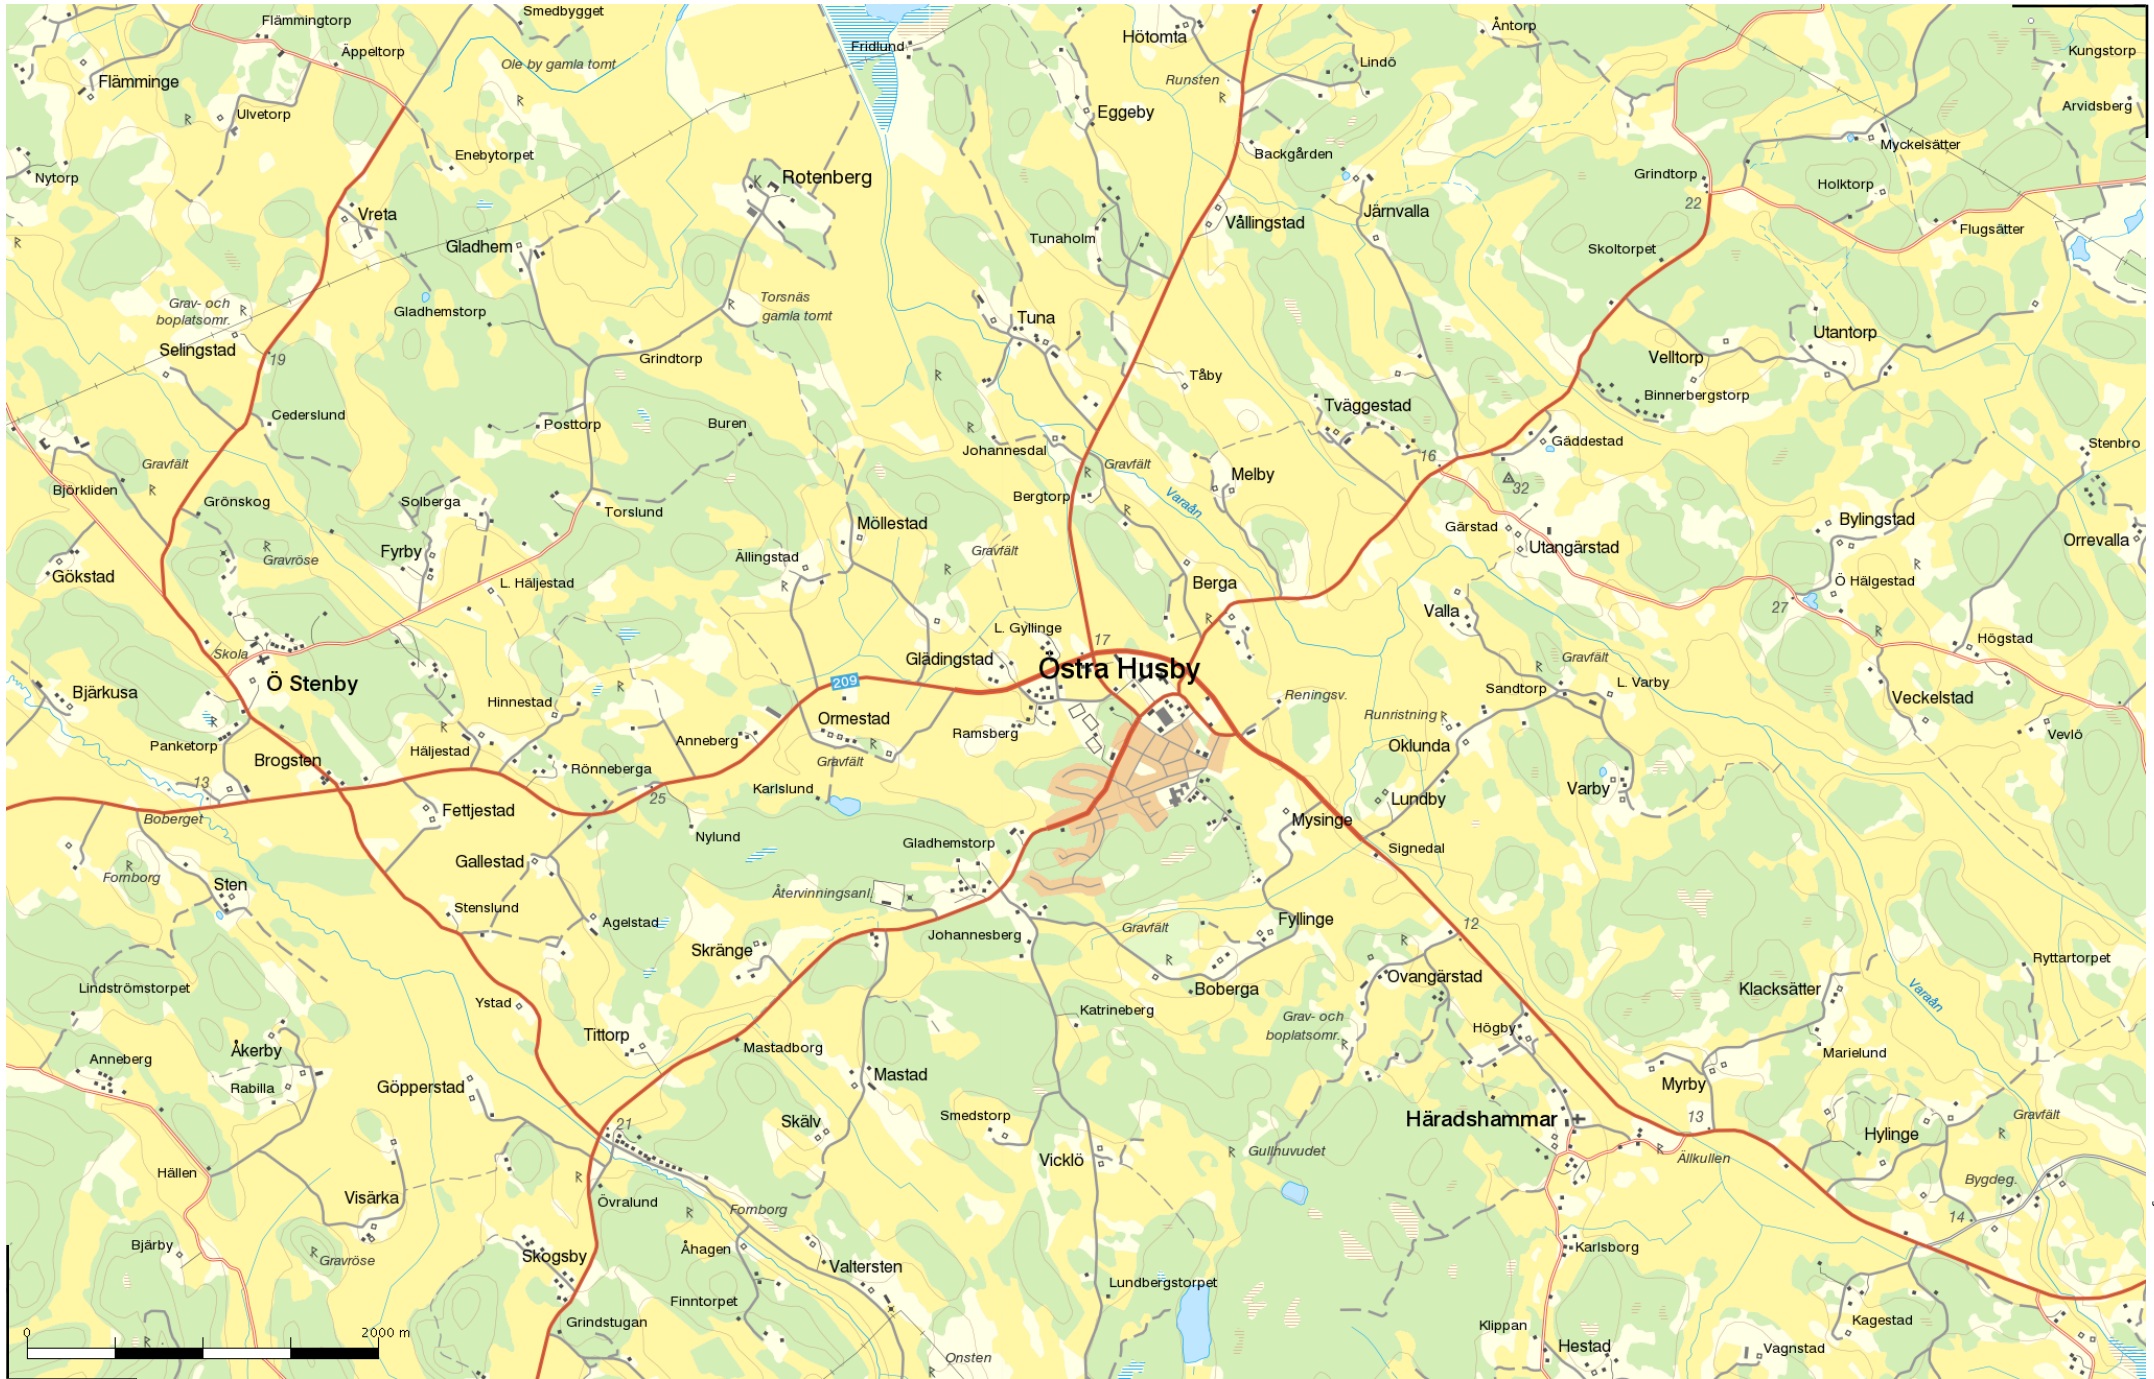 Flämmingtorp
Smedbygget
Hötomta
Åntorp
Äppeltorp
Fridlund
Kungstorp
Ole by gamla tomt
Lindö
Flämminge
Runsten
Ulvetorp
Eggeby
Arvidsberg
Enebytorpet
Backgården
Myckelsätter
Nytorp
K
Rotenberg
Grindtorp
Holktorp
Vreta
22
Järnvalla
Vållingstad
Flugsätter
Gladhem
Tunaholm
Skoltorpet
Grav- och
boplatsomr.
Torsnäs
gamla tomt
Gladhemstorp
Tuna
Utantorp
Selingstad
19
Grindtorp
Velltorp
Tåby
Binnerbergstorp
Cederslund
Posttorp
Buren
Tväggestad
Gäddestad
Stenbro
Johannesdal
16
Gravfält
Gravfält
Melby
Björkliden
Grönskog
Solberga
Torslund
Bergtorp
Varaån
32
Möllestad
Gärstad
Bylingstad
Fyrby
Gravröse
Gravfält
Orrevalla
Utangärstad
Ällingstad
Gökstad
L. Häljestad
Berga
Ö Hälgestad
Valla
27
L. Gyllinge
17
Högstad
Skola
Glädingstad
Östra Husby
Gravfält
Ö Stenby
209
Sandtorp
L. Varby
Bjärkusa
Hinnestad
Reningsv.
Veckelstad
Ormestad
Runristning
Ramsberg
Vevlö
Panketorp
Häljestad
Anneberg
Oklunda
Brogsten
Rönneberga
Gravfält
13
25
Karlslund
Lundby
Varby
Boberget
Fettjestad
Mysinge
Nylund
Gladhemstorp
Signedal
Gallestad
Fornborg
Sten
Återvinningsanl.
Stenslund
Agelstad
Fyllinge
12
Johannesberg
Gravfält
Skränge
Ryttartorpet
Ovangärstad
Lindströmstorpet
Boberga
Klacksätter
Varaån
Ystad
Katrineberg
Grav- och
boplatsomr.
Högby
Tittorp
Mastadborg
Åkerby
Marielund
Anneberg
Mastad
Myrby
Rabilla
Göpperstad
Smedstorp
Häradshammar
13
Gravfält
Skälv
21
Hylinge
Gullhuvudet
Ällkullen
Vicklö
Hällen
Bygdeg.
Visärka
Övralund
Fornborg
14
Bjärby
Åhagen
Karlsborg
Gravröse
Skogsby
Valtersten
Lundbergstorpet
Finntorpet
Grindstugan
Kagestad
Klippan
0
2000 m
Hestad
Vagnstad
Onsten